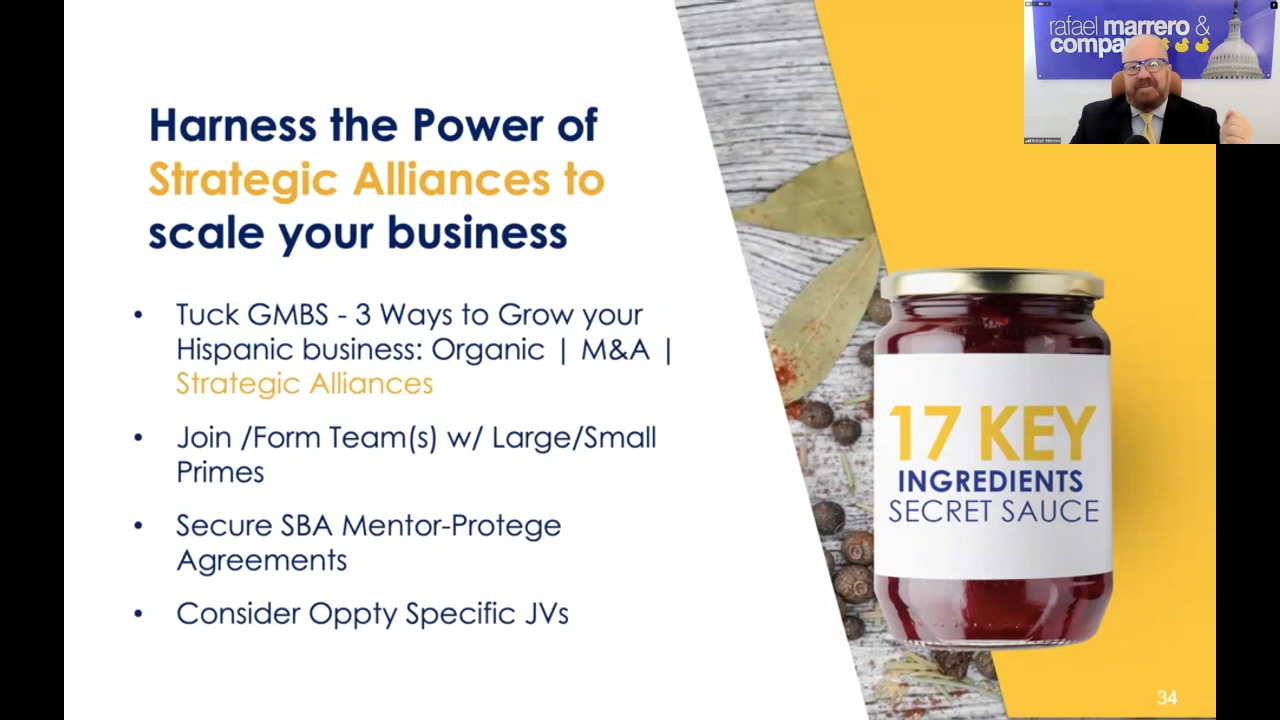 Harness the Power of
Strategic Alliances to
scale your business
• Tuck GMBS - 3 Ways to Grow your
Hispanic business: Organic | M&A |
Strategic Alliances
• Join /Form Team(s) w/ Large/Small
Primes
• Secure SBA Mentor-Protege
Agreements
• Consider Oppty Specific JVs
17 KEY
INGREDIENTS
SECRET SAUCE
34
rafael marrero &
Rafael Marrero